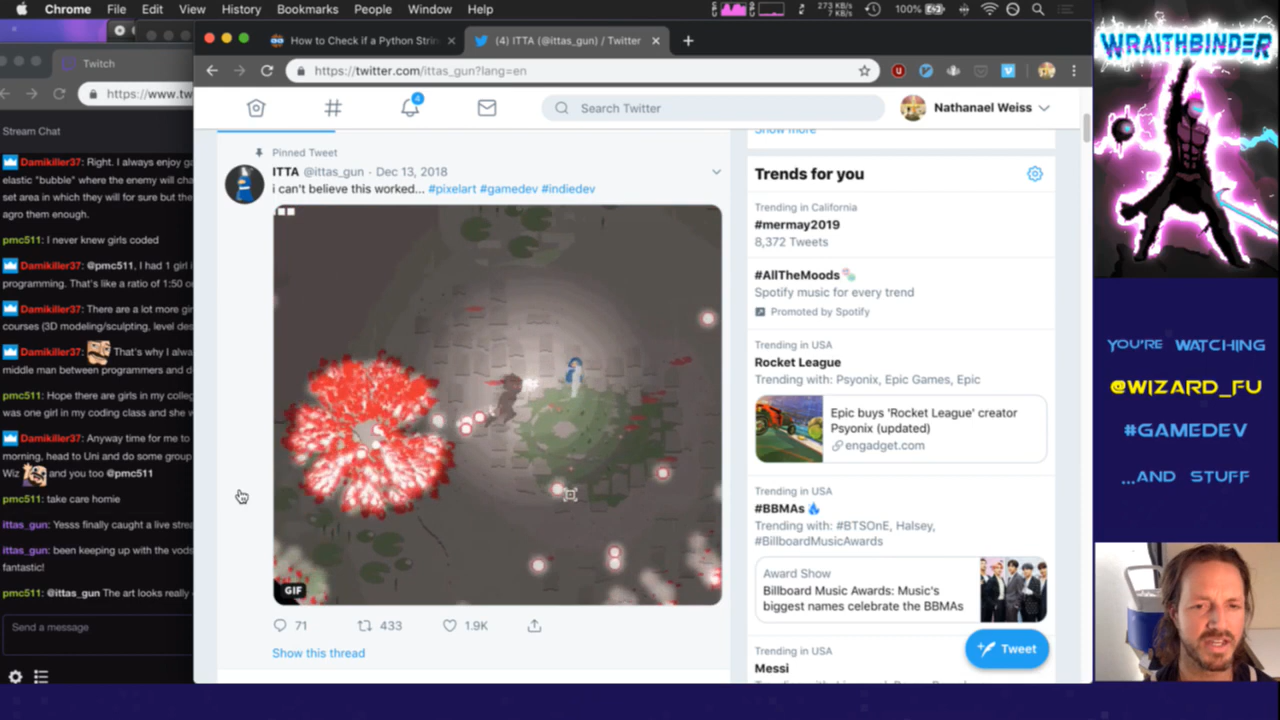 Chrome File Edit View History Bookmarks People Window Help
273 KB/s
7 KB/s
100%
How to Check if a Python Strin
(4) ITTA (@ittas_gun) / Twitter
https://twitter.com/ittas_gun?lang=en
Twitch
https://www.tw
Stream Chat
Damikiller37: Right. I always enjoy ga
elastic "bubble" where the enemy will cha
set area in which they will for sure but the
agro them enough.
pmc511: I never knew girls coded
Damikiller37: @pmc511, I had 1 girl i
programming. That's like a ratio of 1:50 o
Damikiller37: There are a lot more gir
courses (3D modeling/sculpting, level des
Damikiller37: That's why I alwa
middle man between programmers and d
pmc511: Hope there are girls in my colleg
was one girl in my coding class and she w
Damikiller37: Anyway time for me to
morning, head to Uni and do some group
Wiz and you too @pmc511
pmc511: take care homie
ittas_gun: Yesss finally caught a live strea
ittas_gun: been keeping up with the vods
fantastic!
pmc511: @ittas_gun The art looks really
Send a message
4
Search Twitter
Nathanael Weiss
Pinned Tweet
ITTA @ittas_gun · Dec 13, 2018
i can't believe this worked... #pixelart #gamedev #indiedev
GIF
71
433
1.9K
Show this thread
Show more
Trends for you
Trending in California
#mermay2019
8,372 Tweets
#AllTheMoods
Spotify music for every trend
Promoted by Spotify
Trending in USA
Rocket League
Trending with: Psyonix, Epic Games, Epic
Epic buys 'Rocket League' creator
Psyonix (updated)
engadget.com
Trending in USA
#BBMAs
Trending with: #BTSOnE, Halsey,
#BillboardMusicAwards
Award Show
Billboard Music Awards: Music's
biggest names celebrate the BBMAs
Trending in USA
Messi
Tweet
WRAITHBINDER
YOU'RE WATCHING
@WIZARD_FU
#GAMEDEV
...AND STUFF